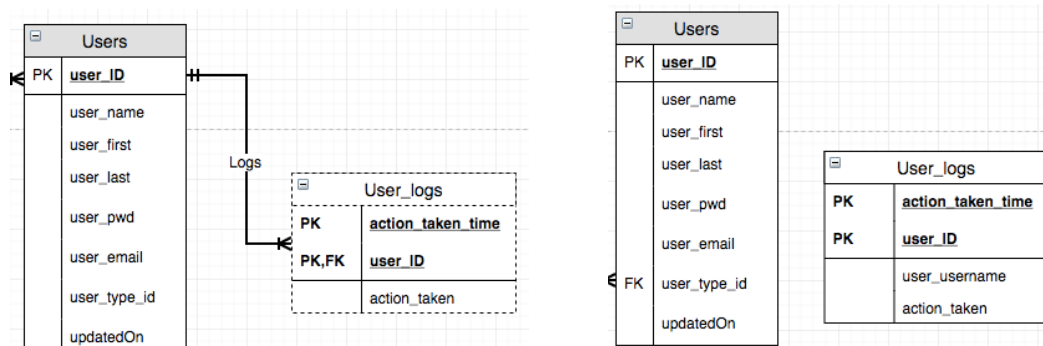 Users
PK user_ID
user_name
user_first
user_last
user_pwd
user_email
user_type_id
updatedOn
Logs
User_logs
PK action_taken_time
PK,FK user_ID
action_taken
Users
PK user_ID
user_name
user_first
user_last
user_pwd
user_email
FK user_type_id
updatedOn
User_logs
PK action_taken_time
PK user_ID
user_username
action_taken